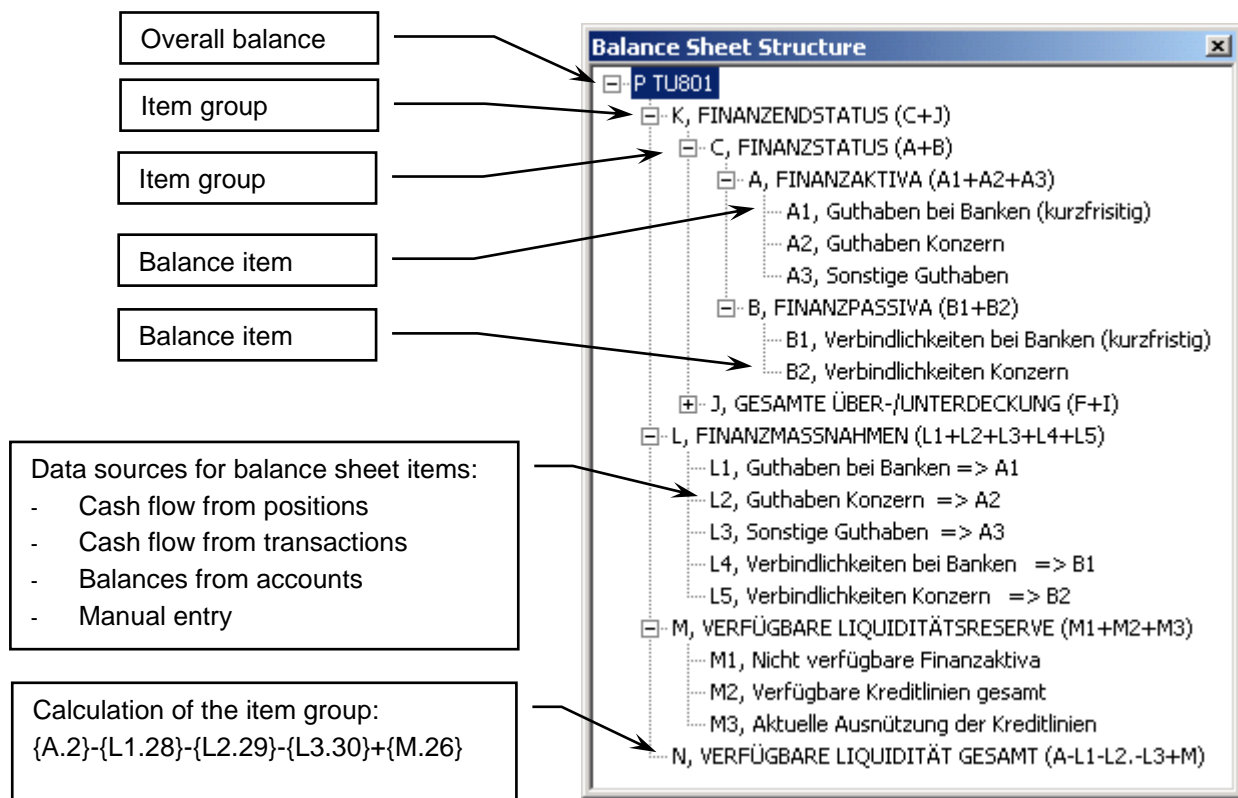 Overall balance
Item group
Item group
Balance item
Balance item
Data sources for balance sheet items:
- Cash flow from positions
- Cash flow from transactions
- Balances from accounts
- Manual entry
Calculation of the item group:
{A.2}-{L1.28}-{L2.29}-{L3.30}+{M.26}
Balance Sheet Structure
P TU801
K, FINANZENDSTATUS (C+J)
C, FINANZSTATUS (A+B)
A, FINANZAKTIVA (A1+A2+A3)
A1, Guthaben bei Banken (kurzfrisitig)
A2, Guthaben Konzern
A3, Sonstige Guthaben
B, FINANZPASSIVA (B1+B2)
B1, Verbindlichkeiten bei Banken (kurzfristig)
B2, Verbindlichkeiten Konzern
J, GESAMTE ÜBER-/UNTERDECKUNG (F+I)
L, FINANZMASSNAHMEN (L1+L2+L3+L4+L5)
L1, Guthaben bei Banken => A1
L2, Guthaben Konzern => A2
L3, Sonstige Guthaben => A3
L4, Verbindlichkeiten bei Banken => B1
L5, Verbindlichkeiten Konzern => B2
M, VERFÜGBARE LIQUIDITÄTSRESERVE (M1+M2+M3)
M1, Nicht verfügbare Finanzaktiva
M2, Verfügbare Kreditlinien gesamt
M3, Aktuelle Ausnützung der Kreditlinien
N, VERFÜGBARE LIQUIDITÄT GESAMT (A-L1-L2.-L3+M)